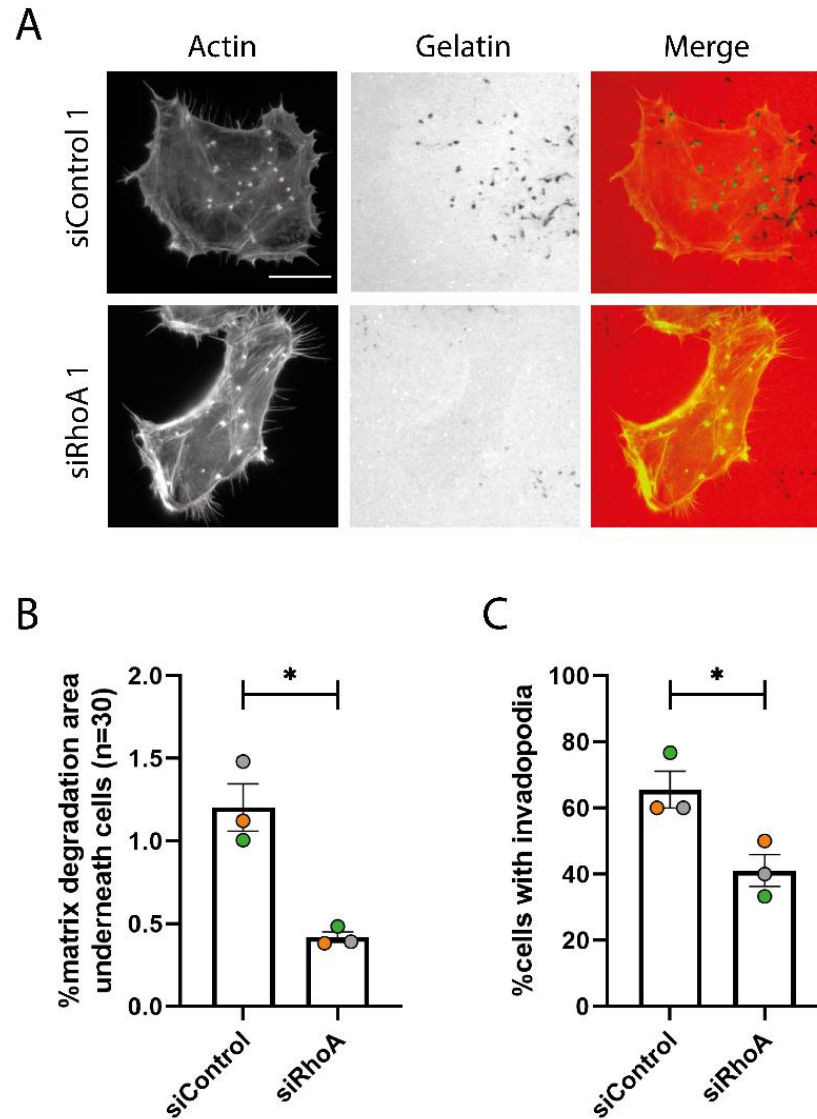 A
Actin Gelatin Merge
siControl 1
siRhoA 1
B
%matrix degradation area
underneath cells (n=30)
2.0
1.5
1.0
0.5
0.0
*
siControl
siRhoA
C
%cells with invadopodia
100
80
60
40
20
0
*
siControl
siRhoA